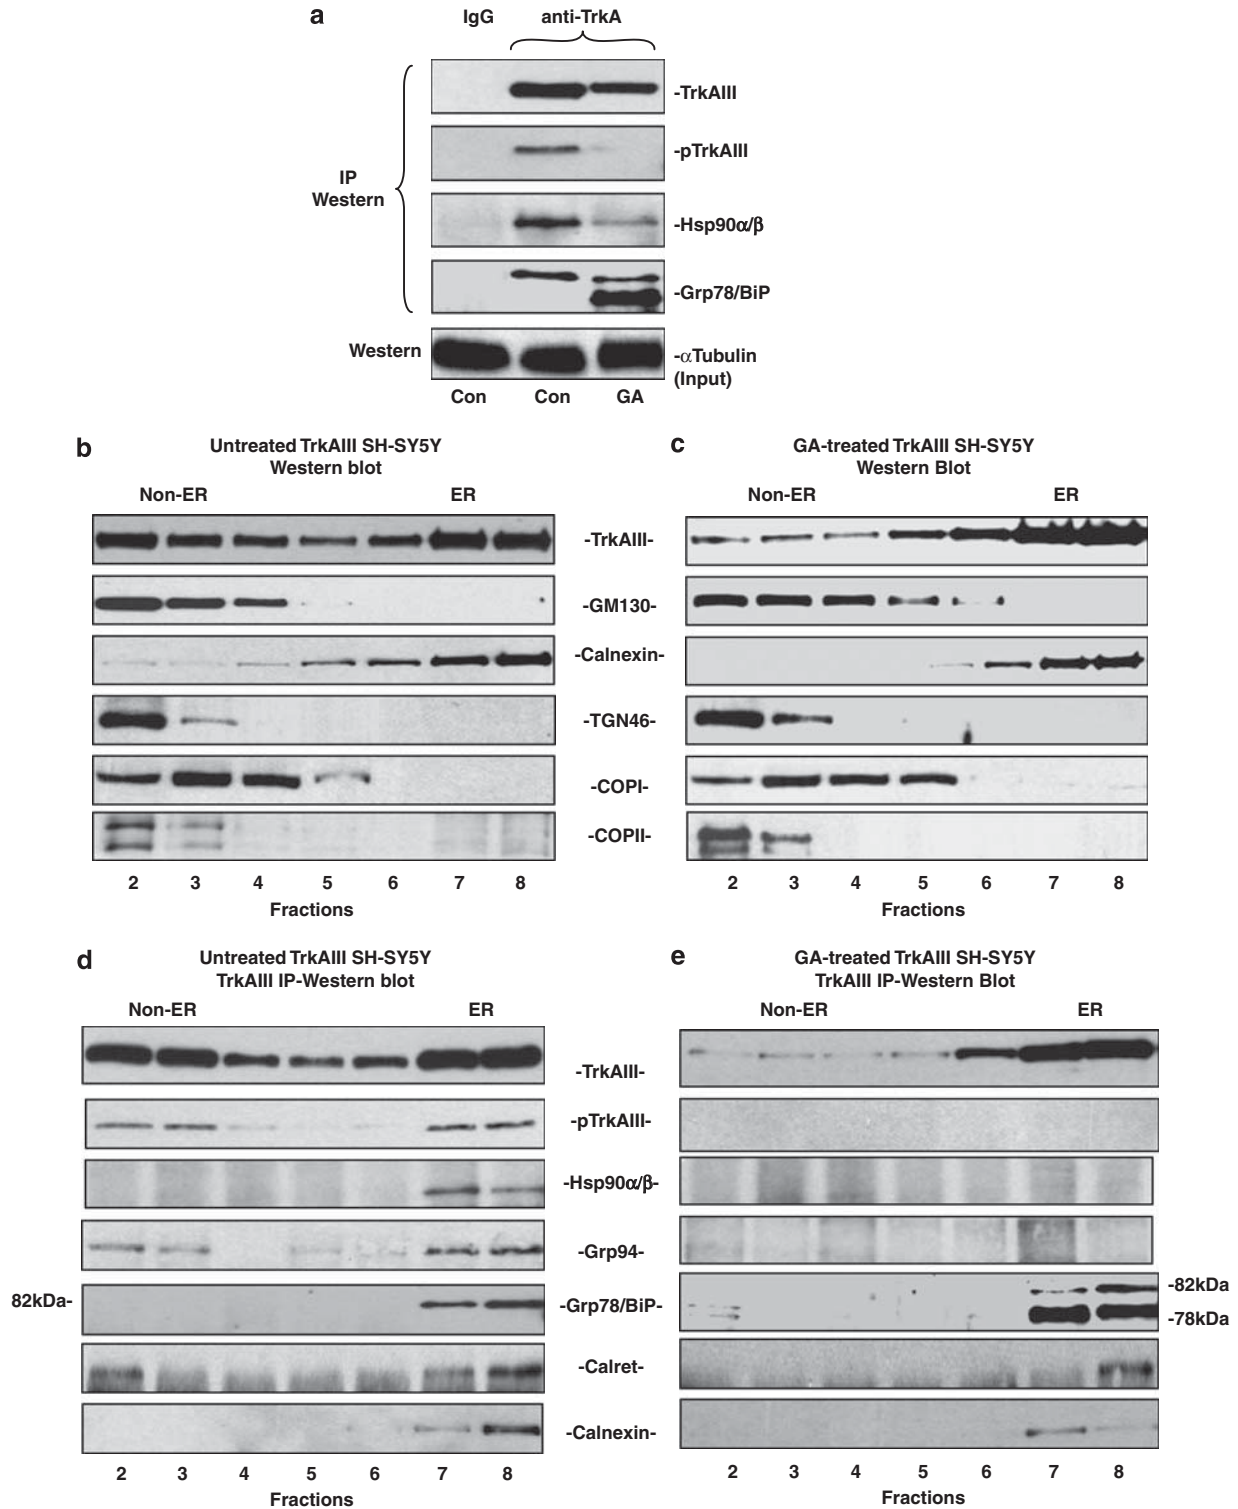 a
IgG
anti-TrkA
IP
Western
-TrkAIII
-pTrkAIII
-Hsp90α/β
-Grp78/BiP
Western
-αTubulin
(Input)
Con
Con
GA
b
Untreated TrkAIII SH-SY5Y
Western blot
Non-ER
ER
c
GA-treated TrkAIII SH-SY5Y
Western Blot
Non-ER
ER
-TrkAIII-
-GM130-
-Calnexin-
-TGN46-
-COPI-
-COPII-
2 3 4 5 6 7 8
Fractions
2 3 4 5 6 7 8
Fractions
d
Untreated TrkAIII SH-SY5Y
TrkAIII IP-Western blot
Non-ER
ER
e
GA-treated TrkAIII SH-SY5Y
TrkAIII IP-Western Blot
Non-ER
ER
-TrkAIII-
-pTrkAIII-
-Hsp90α/β-
-Grp94-
82kDa-
-Grp78/BiP-
-82kDa
-78kDa
-Calret-
-Calnexin-
2 3 4 5 6 7 8
Fractions
2 3 4 5 6 7 8
Fractions